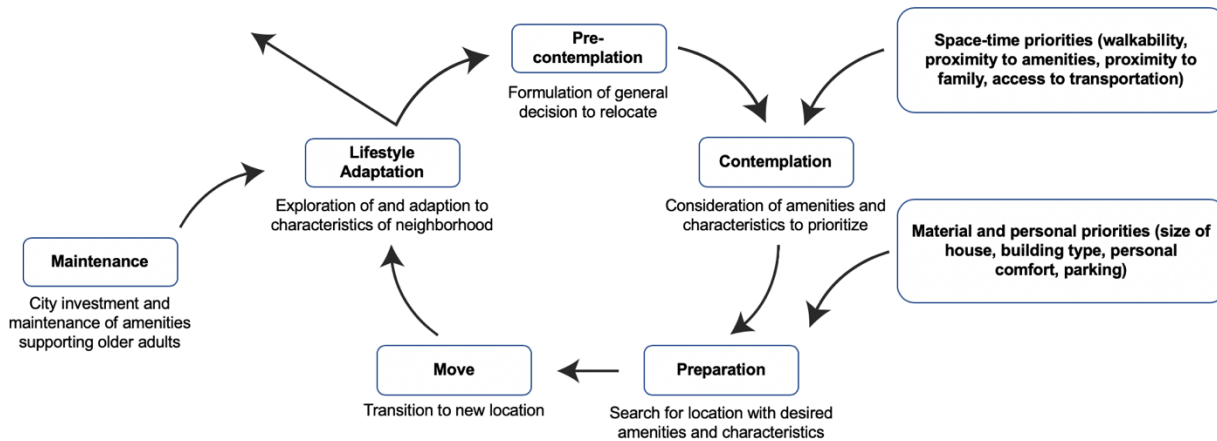 Pre-
contemplation
Formulation of general
decision to relocate
Space-time priorities (walkability,
proximity to amenities, proximity to
family, access to transportation)
Contemplation
Consideration of amenities and
characteristics to prioritize
Material and personal priorities (size of
house, building type, personal
comfort, parking)
Preparation
Search for location with desired
amenities and characteristics
Move
Transition to new location
Lifestyle
Adaptation
Exploration of and adaption to
characteristics of neighborhood
Maintenance
City investment and
maintenance of amenities
supporting older adults